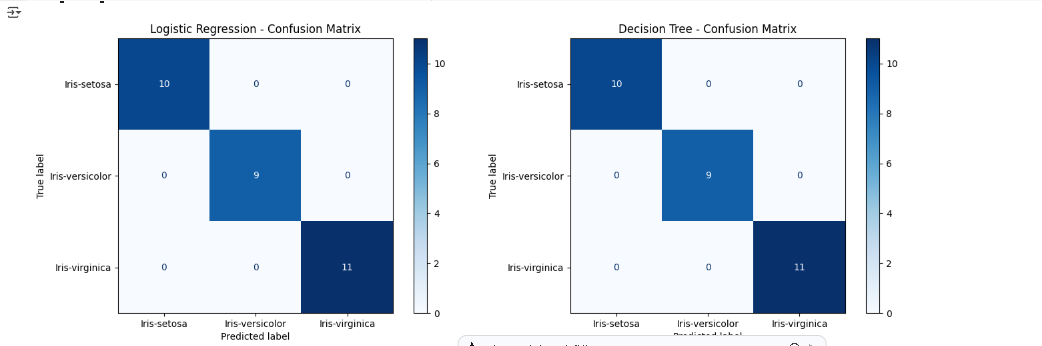 Logistic Regression - Confusion Matrix
Iris-setosa
Iris-versicolor
Iris-virginica
True label
10 0 0
0 9 0
0 0 11
Iris-setosa Iris-versicolor Iris-virginica
Predicted label
10
8
6
4
2
0
Decision Tree - Confusion Matrix
Iris-setosa
Iris-versicolor
Iris-virginica
True label
10 0 0
0 9 0
0 0 11
Iris-setosa Iris-versicolor Iris-virginica
Predicted label
10
8
6
4
2
0